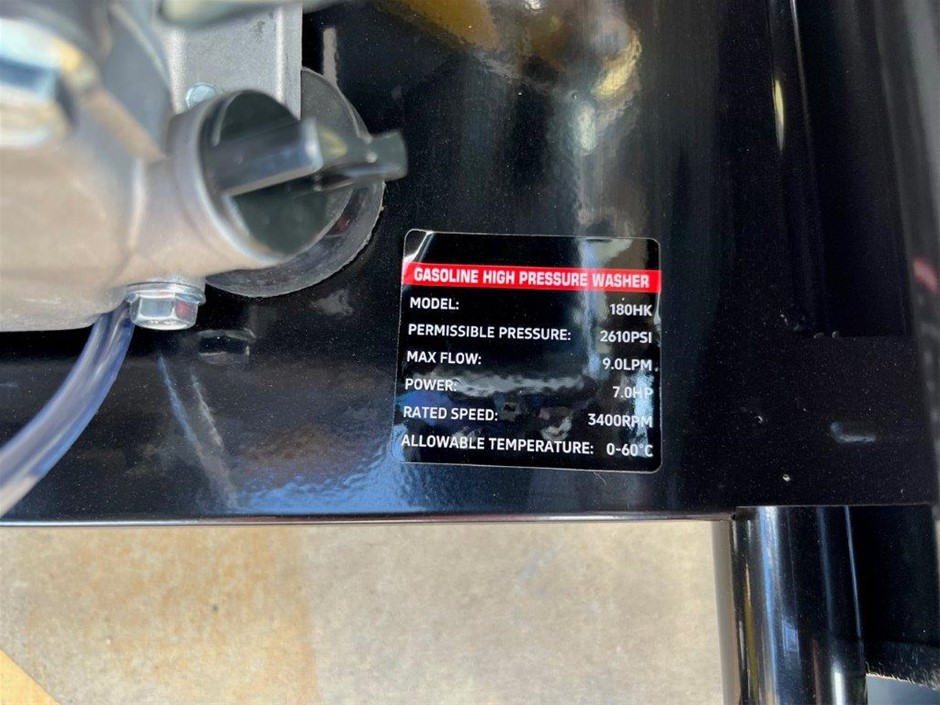 GASOLINE HIGH PRESSURE WASHER
MODEL: 180HK
PERMISSIBLE PRESSURE: 2610PSI
MAX FLOW: 9.0LPM
POWER: 7.0HP
RATED SPEED: 3400RPM
ALLOWABLE TEMPERATURE: 0-60°C